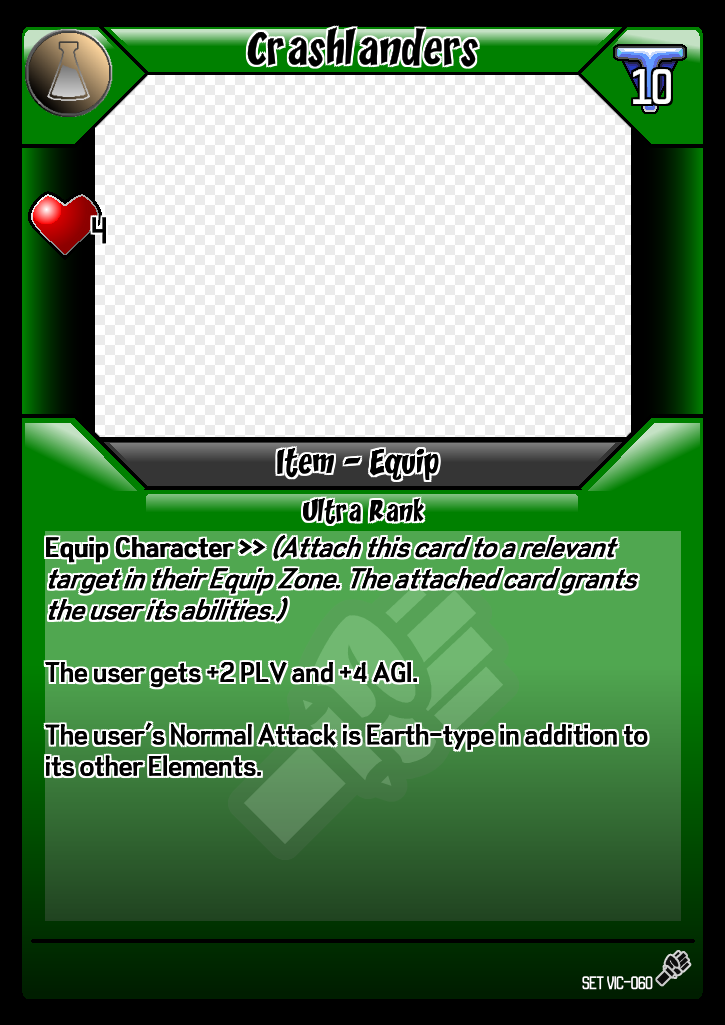 Crashlanders
10
4
Item - Equip
Ultra Rank
Equip Character >> (Attach this card to a relevant
target in their Equip Zone. The attached card grants
the user its abilities.)
The user gets +2 PLV and +4 AGI.
The user's Normal Attack is Earth-type in addition to
its other Elements.
SET VIC-060